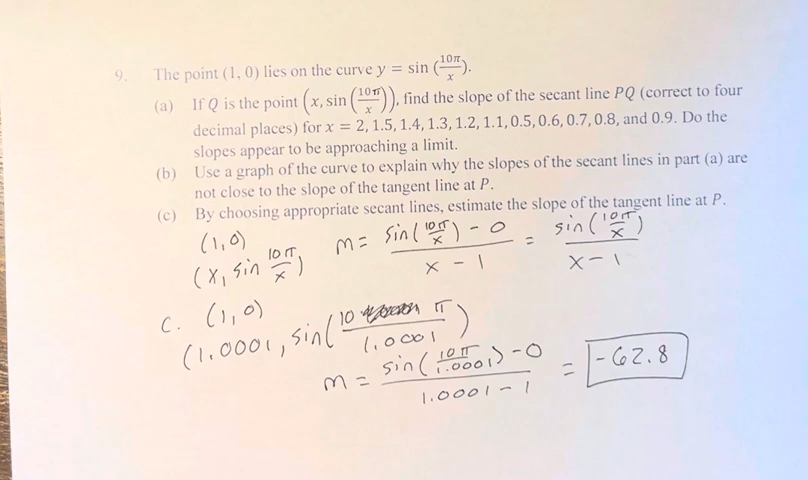 9. The point (1, 0) lies on the curve y = sin (10π/x).
(a) If Q is the point (x, sin (10π/x)), find the slope of the secant line PQ (correct to four
decimal places) for x = 2, 1.5, 1.4, 1.3, 1.2, 1.1, 0.5, 0.6, 0.7, 0.8, and 0.9. Do the
slopes appear to be approaching a limit.
(b) Use a graph of the curve to explain why the slopes of the secant lines in part (a) are
not close to the slope of the tangent line at P.
(c) By choosing appropriate secant lines, estimate the slope of the tangent line at P.
(1,0)
(x, sin 10π/x)
m = (sin(10π/x) - 0)/(x - 1) = sin(10π/x)/(x - 1)
C. (1,0)
(1.0001, sin(10 π/1.0001)
m = (sin(10π/1.0001) - 0)/(1.0001 - 1) = -62.8